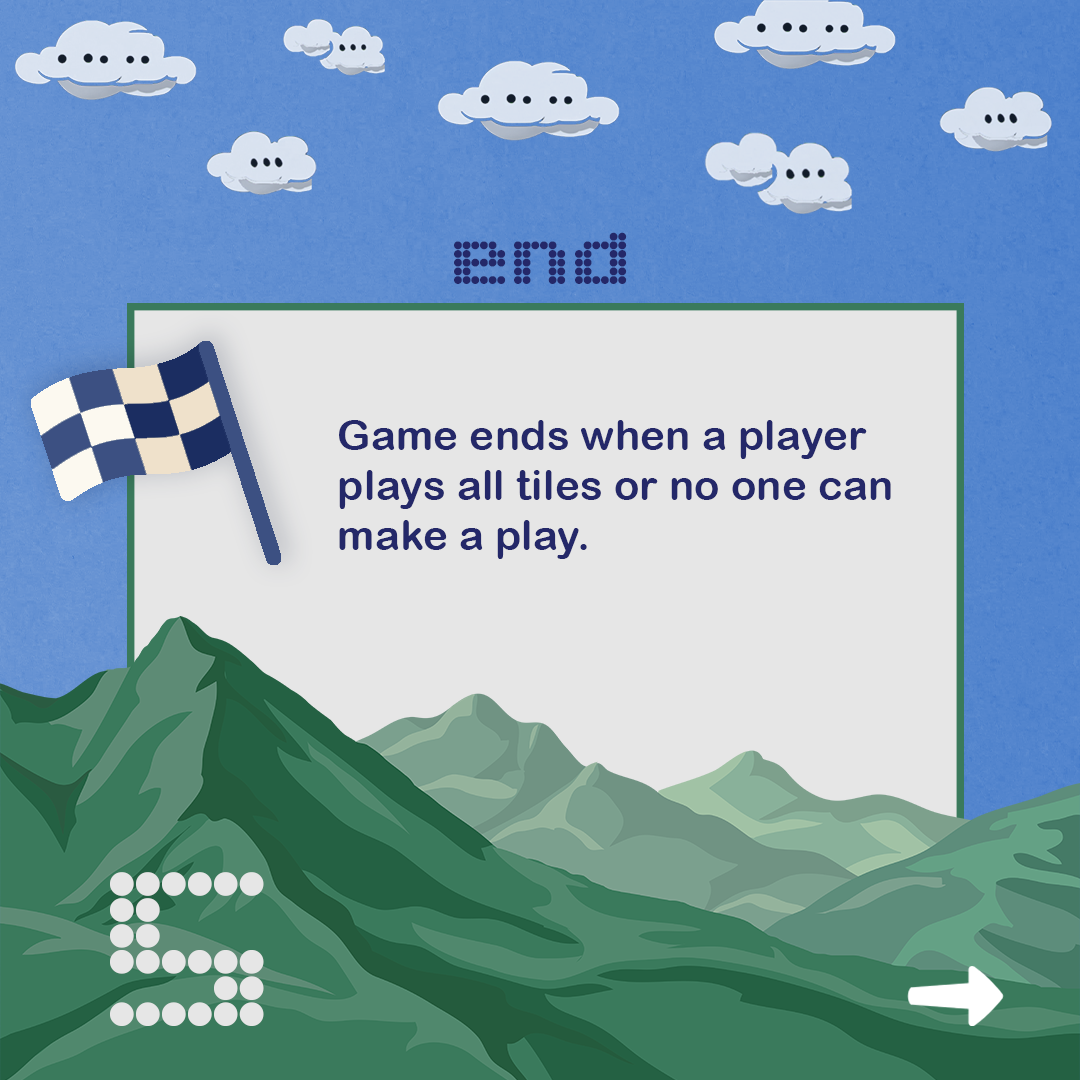 end
Game ends when a player
plays all tiles or no one can
make a play.
5